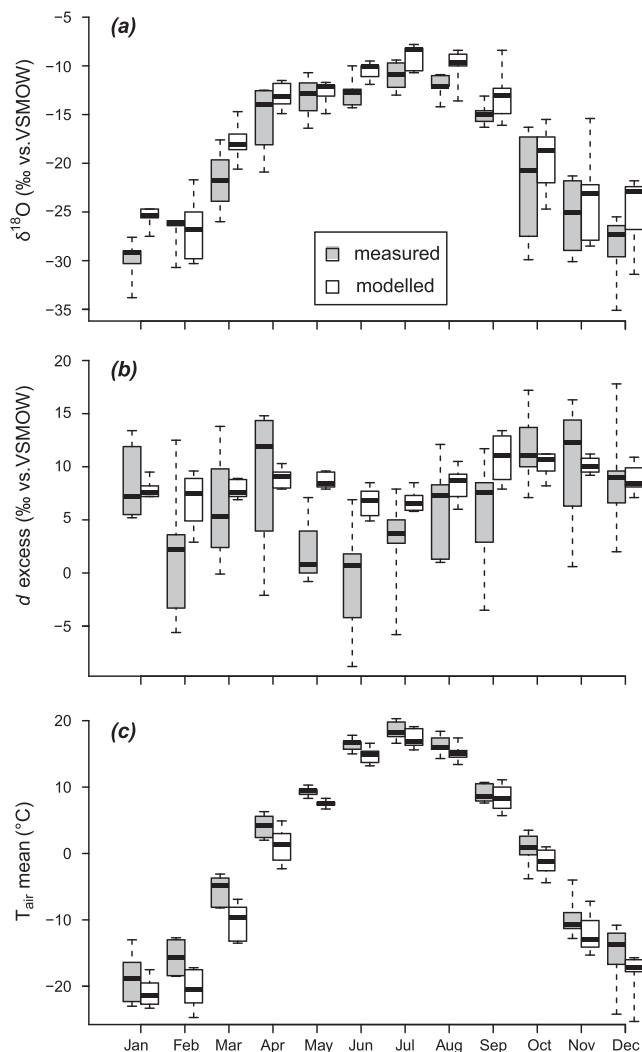 (a)
δ18O (‰ vs.VSMOW)
−5
−10
−15
−20
−25
−30
−35
measured
modelled
(b)
d excess (‰ vs.VSMOW)
20
15
10
5
0
−5
(c)
Tair mean (°C)
20
10
0
−10
−20
Jan Feb Mar Apr May Jun Jul Aug Sep Oct Nov Dec